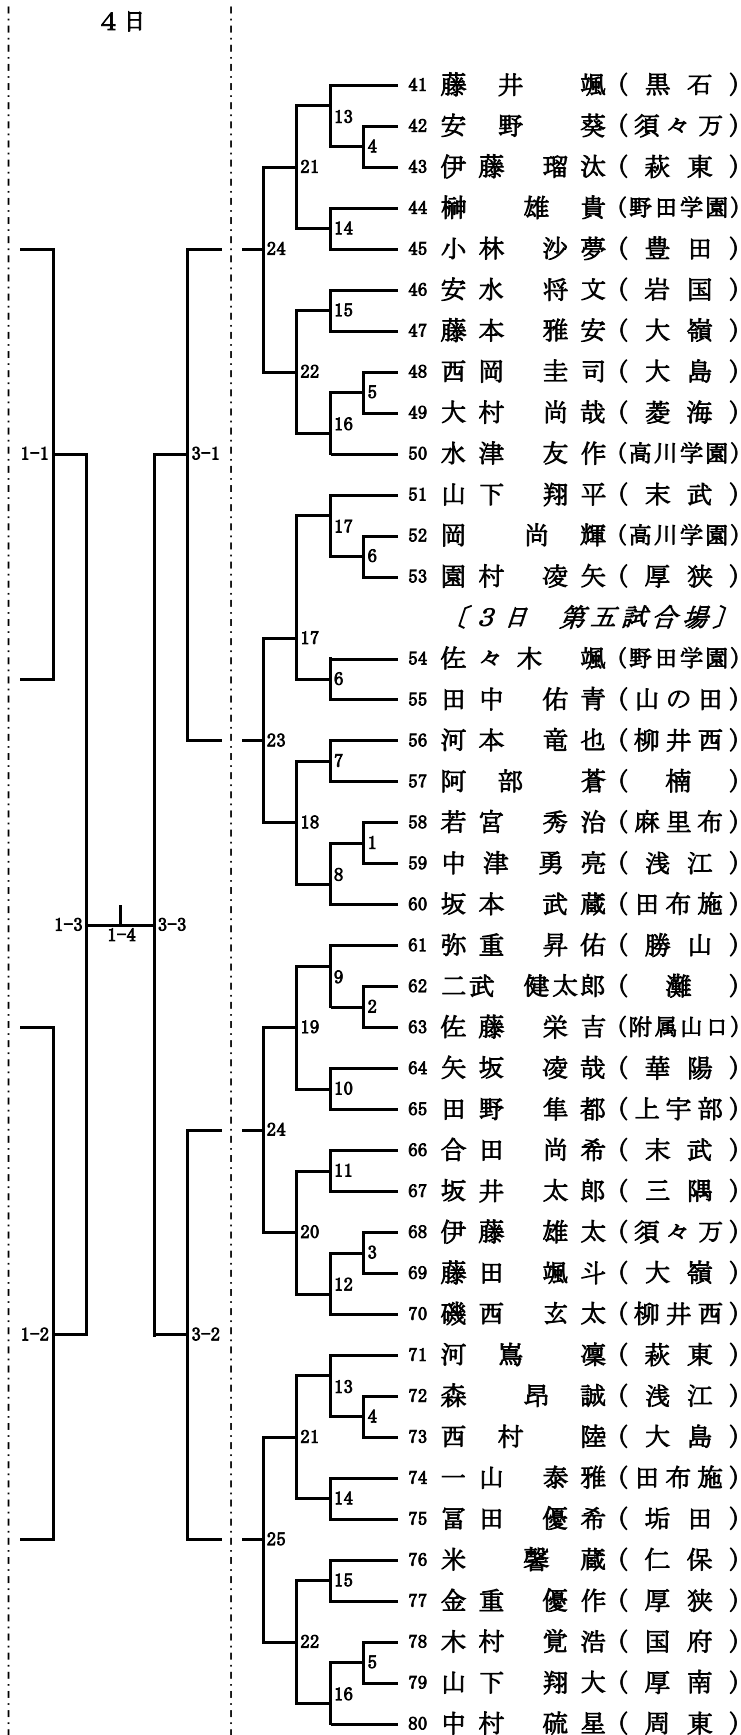 ４日
41 藤井 颯 (黒石)
13
42 安野 葵 (須々万)
4
43 伊藤 瑠汰 (萩東)
21
44 榊 雄貴 (野田学園)
14
45 小林 沙夢 (豊田)
24
46 安水 将文 (岩国)
15
47 藤本 雅安 (大嶺)
22
48 西岡 圭司 (大島)
5
49 大村 尚哉 (菱海)
16
50 水津 友作 (高川学園)
1-1
3-1
51 山下 翔平 (末武)
17
52 岡 尚輝 (高川学園)
6
53 園村 凌矢 (厚狭)
〔３日 第五試合場〕
17
54 佐々木 颯 (野田学園)
6
55 田中 佑青 (山の田)
23
56 河本 竜也 (柳井西)
7
57 阿部 蒼 (楠)
18
58 若宮 秀治 (麻里布)
1
59 中津 勇亮 (浅江)
8
60 坂本 武蔵 (田布施)
1-3
1-4
3-3
61 弥重 昇佑 (勝山)
9
62 二武 健太郎 (灘)
2
63 佐藤 栄吉 (附属山口)
19
64 矢坂 凌哉 (華陽)
10
65 田野 隼都 (上宇部)
24
66 合田 尚希 (末武)
11
67 坂井 太郎 (三隅)
20
68 伊藤 雄太 (須々万)
3
69 藤田 颯斗 (大嶺)
12
70 磯西 玄太 (柳井西)
1-2
3-2
71 河嶌 凜 (萩東)
13
72 森 昂誠 (浅江)
4
73 西村 陸 (大島)
21
74 一山 泰雅 (田布施)
14
75 冨田 優希 (垢田)
25
76 米 馨蔵 (仁保)
15
77 金重 優作 (厚狭)
22
78 木村 覚浩 (国府)
5
79 山下 翔大 (厚南)
16
80 中村 硫星 (周東)